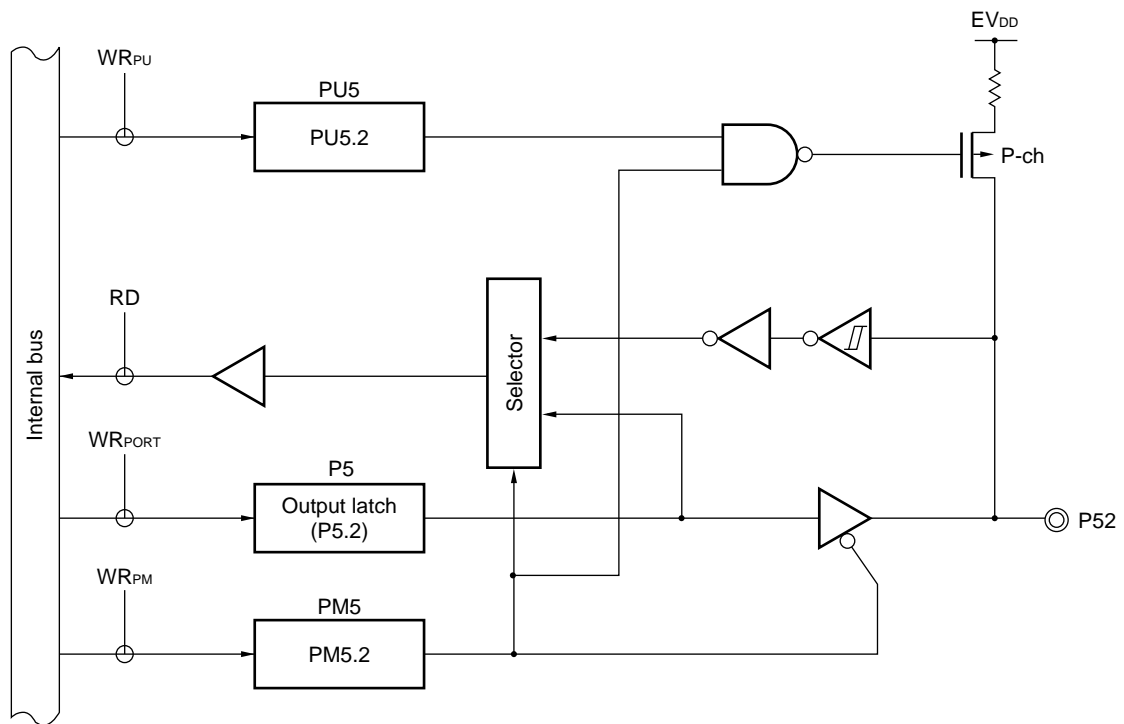 EVDD
WRPU
PU5
PU5.2
P-ch
RD
Selector
Internal bus
WRPORT
P5
Output latch
(P5.2)
P52
WRPM
PM5
PM5.2